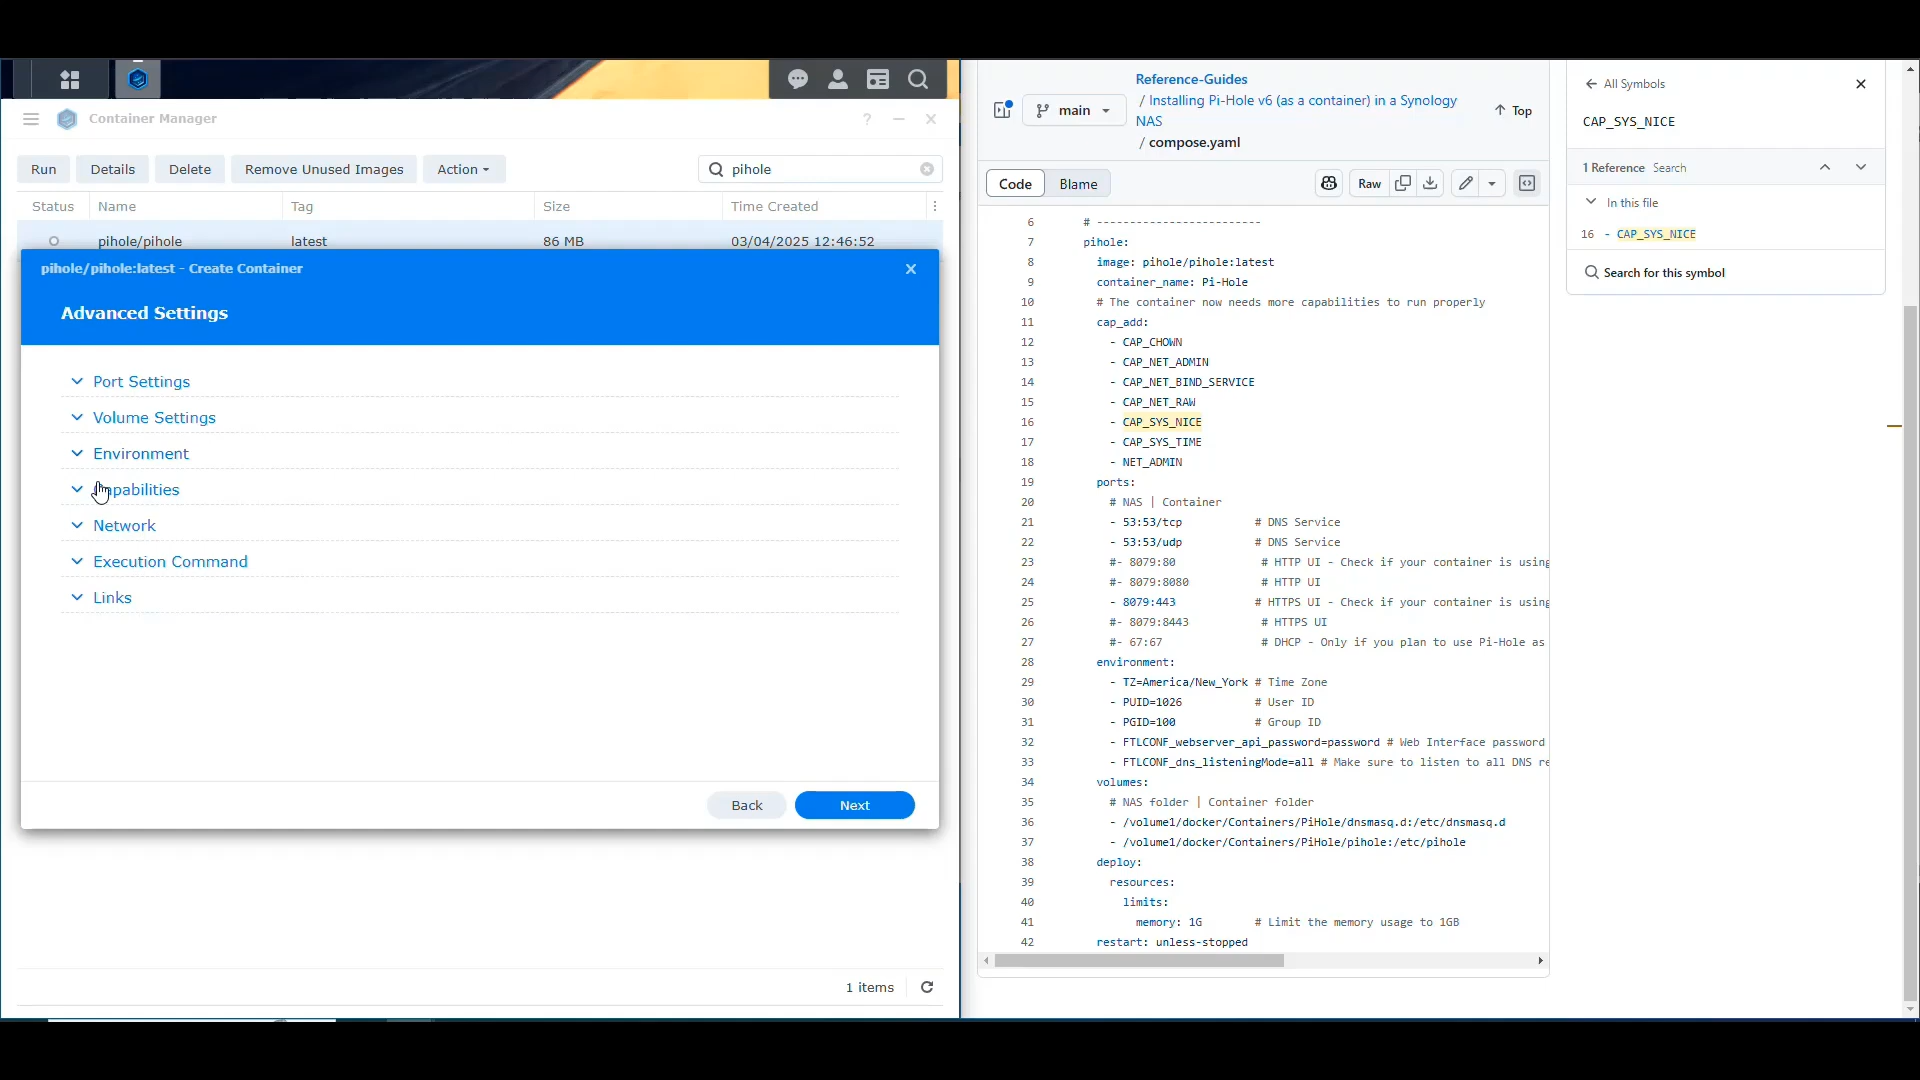 Container Manager
Run
Details
Delete
Remove Unused Images
Action
pihole
Status
Name
Tag
Size
Time Created
pihole/pihole
latest
86 MB
03/04/2025 12:46:52
pihole/pihole:latest - Create Container
Advanced Settings
Port Settings
Volume Settings
Environment
pabilities
Network
Execution Command
Links
Back
Next
1 items
main
Reference-Guides
/ Installing Pi-Hole v6 (as a container) in a Synology
NAS
/ compose.yaml
Top
Code
Blame
Raw
6 # -------------------------
7 pihole:
8 image: pihole/pihole:latest
9 container_name: Pi-Hole
10 # The container now needs more capabilities to run properly
11 cap_add:
12 - CAP_CHOWN
13 - CAP_NET_ADMIN
14 - CAP_NET_BIND_SERVICE
15 - CAP_NET_RAW
16 - CAP_SYS_NICE
17 - CAP_SYS_TIME
18 - NET_ADMIN
19 ports:
20 # NAS | Container
21 - 53:53/tcp # DNS Service
22 - 53:53/udp # DNS Service
23 #- 8079:80 # HTTP UI - Check if your container is using
24 #- 8079:8080 # HTTP UI
25 - 8079:443 # HTTPS UI - Check if your container is using
26 #- 8079:8443 # HTTPS UI
27 #- 67:67 # DHCP - Only if you plan to use Pi-Hole as
28 environment:
29 - TZ=America/New_York # Time Zone
30 - PUID=1026 # User ID
31 - PGID=100 # Group ID
32 - FTLCONF_webserver_api_password=password # Web Interface password
33 - FTLCONF_dns_listeningMode=all # Make sure to listen to all DNS re
34 volumes:
35 # NAS folder | Container folder
36 - /volume1/docker/Containers/PiHole/dnsmasq.d:/etc/dnsmasq.d
37 - /volume1/docker/Containers/PiHole/pihole:/etc/pihole
38 deploy:
39 resources:
40 limits:
41 memory: 1G # Limit the memory usage to 1GB
42 restart: unless-stopped
All Symbols
CAP_SYS_NICE
1 Reference Search
In this file
16 - CAP_SYS_NICE
Search for this symbol